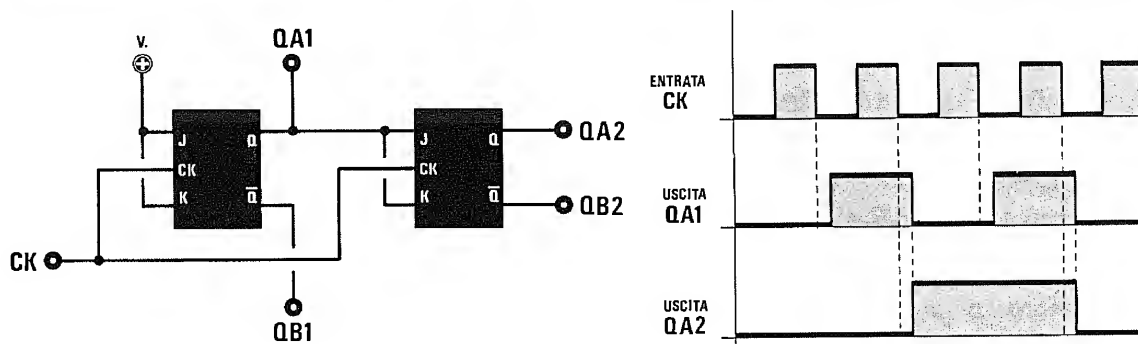 V.
QA1
J Q
CK
K Q̅
J Q
CK
K Q̅
QA2
QB2
CK
QB1
ENTRATA
CK
USCITA
QA1
USCITA
QA2